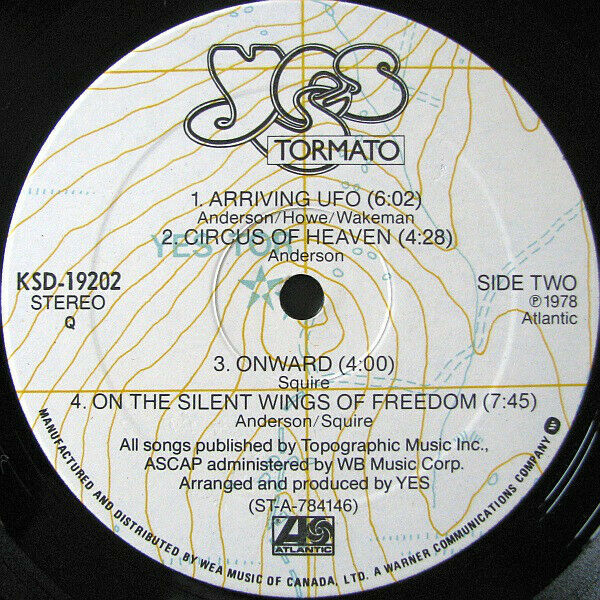 YES
TORMATO
1. ARRIVING UFO (6:02)
Anderson/Howe/Wakeman
2. CIRCUS OF HEAVEN (4:28)
Anderson
YES TOR
KSD-19202
STEREO
Q
SIDE TWO
℗1978
Atlantic
3. ONWARD (4:00)
Squire
4. ON THE SILENT WINGS OF FREEDOM (7:45)
Anderson/Squire
All songs published by Topographic Music Inc.,
ASCAP administered by WB Music Corp.
Arranged and produced by YES
(ST-A-784146)
ATLANTIC
MANUFACTURED AND DISTRIBUTED BY WEA MUSIC OF CANADA, LTD. A WARNER COMMUNICATIONS COMPANY